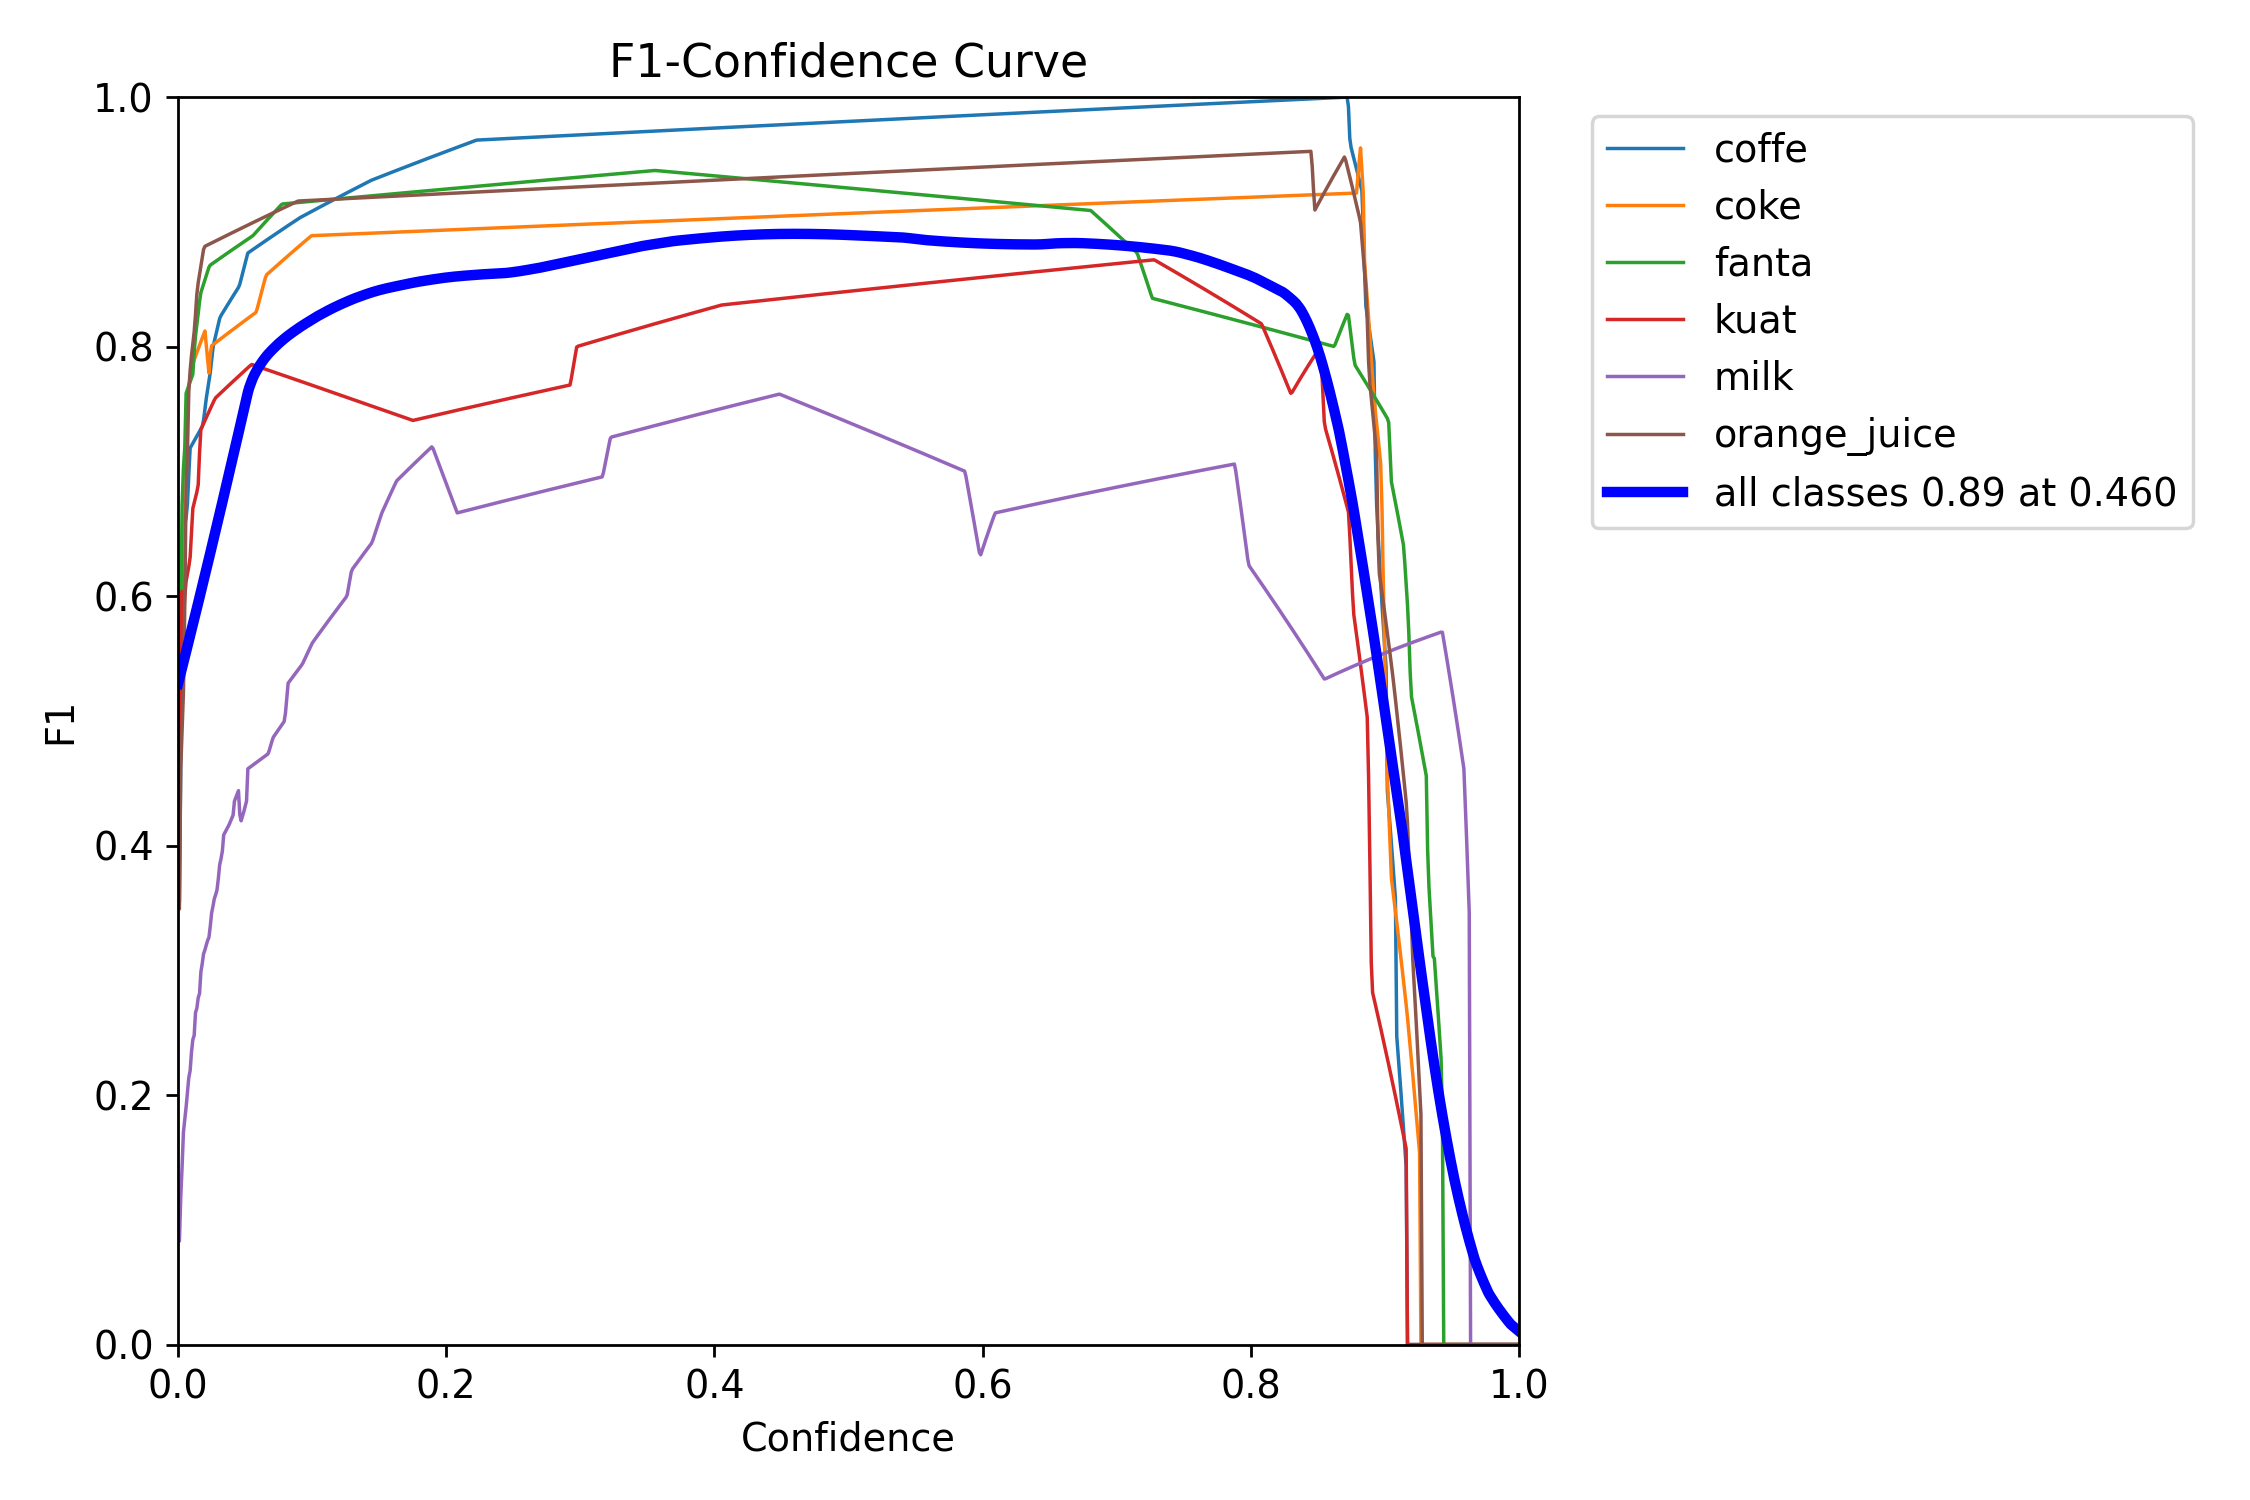 F1-Confidence Curve
1.0
0.8
0.6
0.4
0.2
0.0
F1
0.0 0.2 0.4 0.6 0.8 1.0
Confidence
coffe
coke
fanta
kuat
milk
orange_juice
all classes 0.89 at 0.460